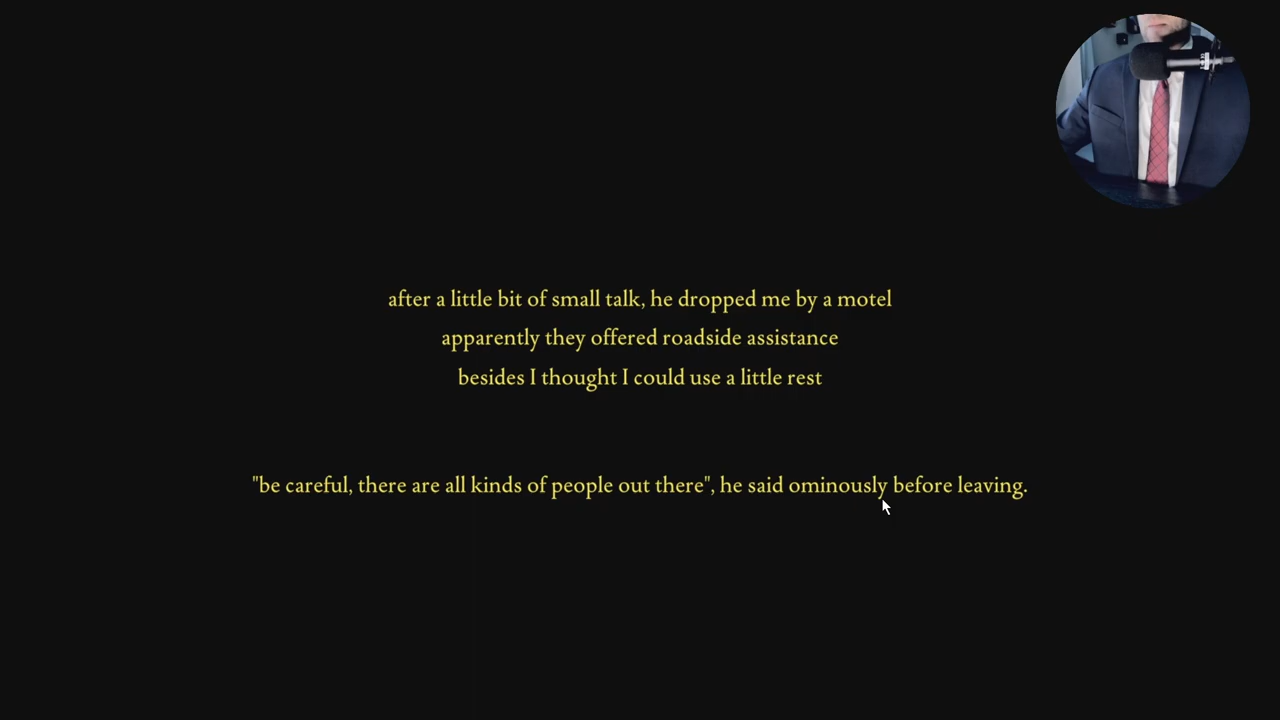 after a little bit of small talk, he dropped me by a motel
apparently they offered roadside assistance
besides I thought I could use a little rest
"be careful, there are all kinds of people out there", he said ominously before leaving.